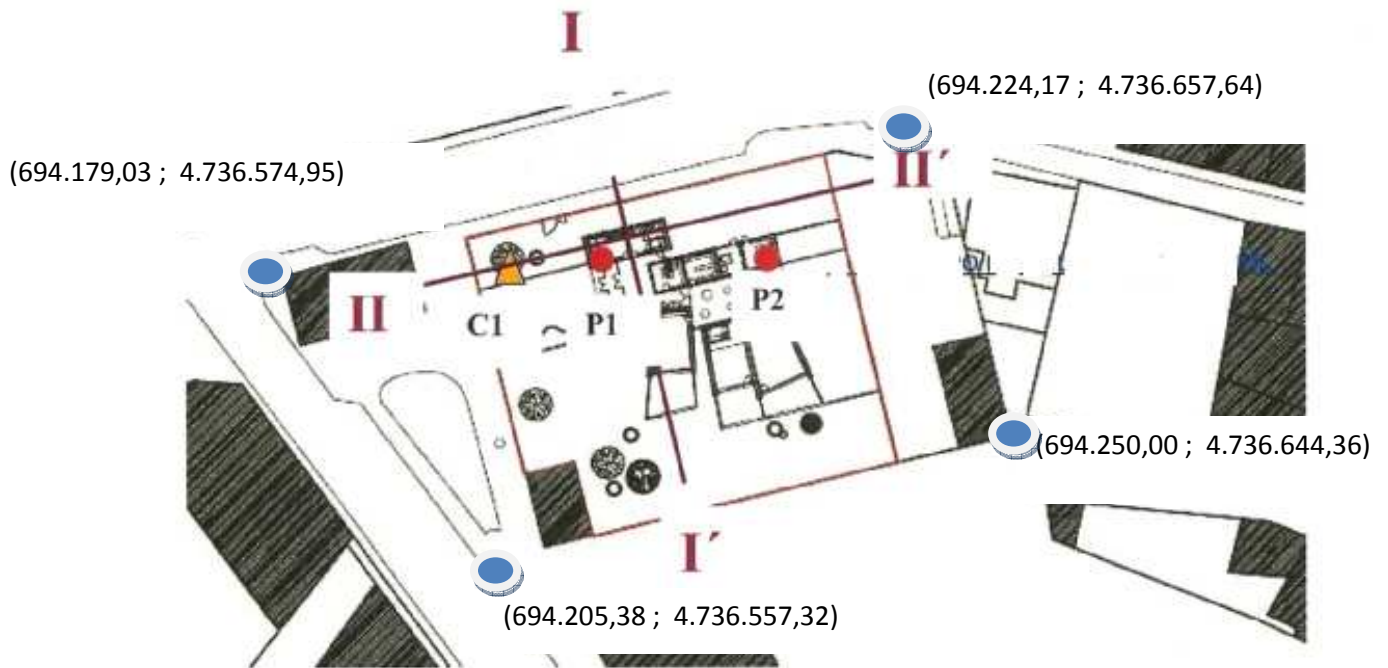 I
(694.224,17 ; 4.736.657,64)
(694.179,03 ; 4.736.574,95)
II´
II
C1
P1
P2
(694.250,00 ; 4.736.644,36)
I´
(694.205,38 ; 4.736.557,32)